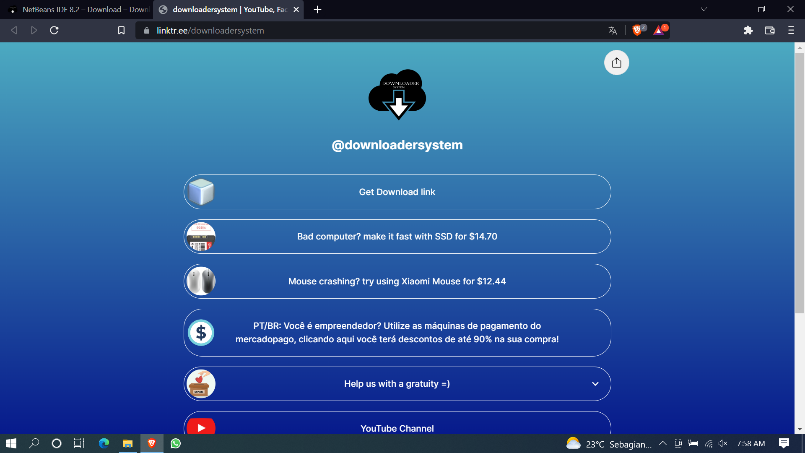 NetBeans IDE 8.2 – Download – Downl
downloadersystem | YouTube, Fac
linktr.ee/downloadersystem
DOWNLOADER
SYSTEM
@downloadersystem
Get Download link
Bad computer? make it fast with SSD for $14.70
Mouse crashing? try using Xiaomi Mouse for $12.44
PT/BR: Você é empreendedor? Utilize as máquinas de pagamento do
mercadopago, clicando aqui você terá descontos de até 90% na sua compra!
Help us with a gratuity =)
YouTube Channel
23°C Sebagian... 7:58 AM